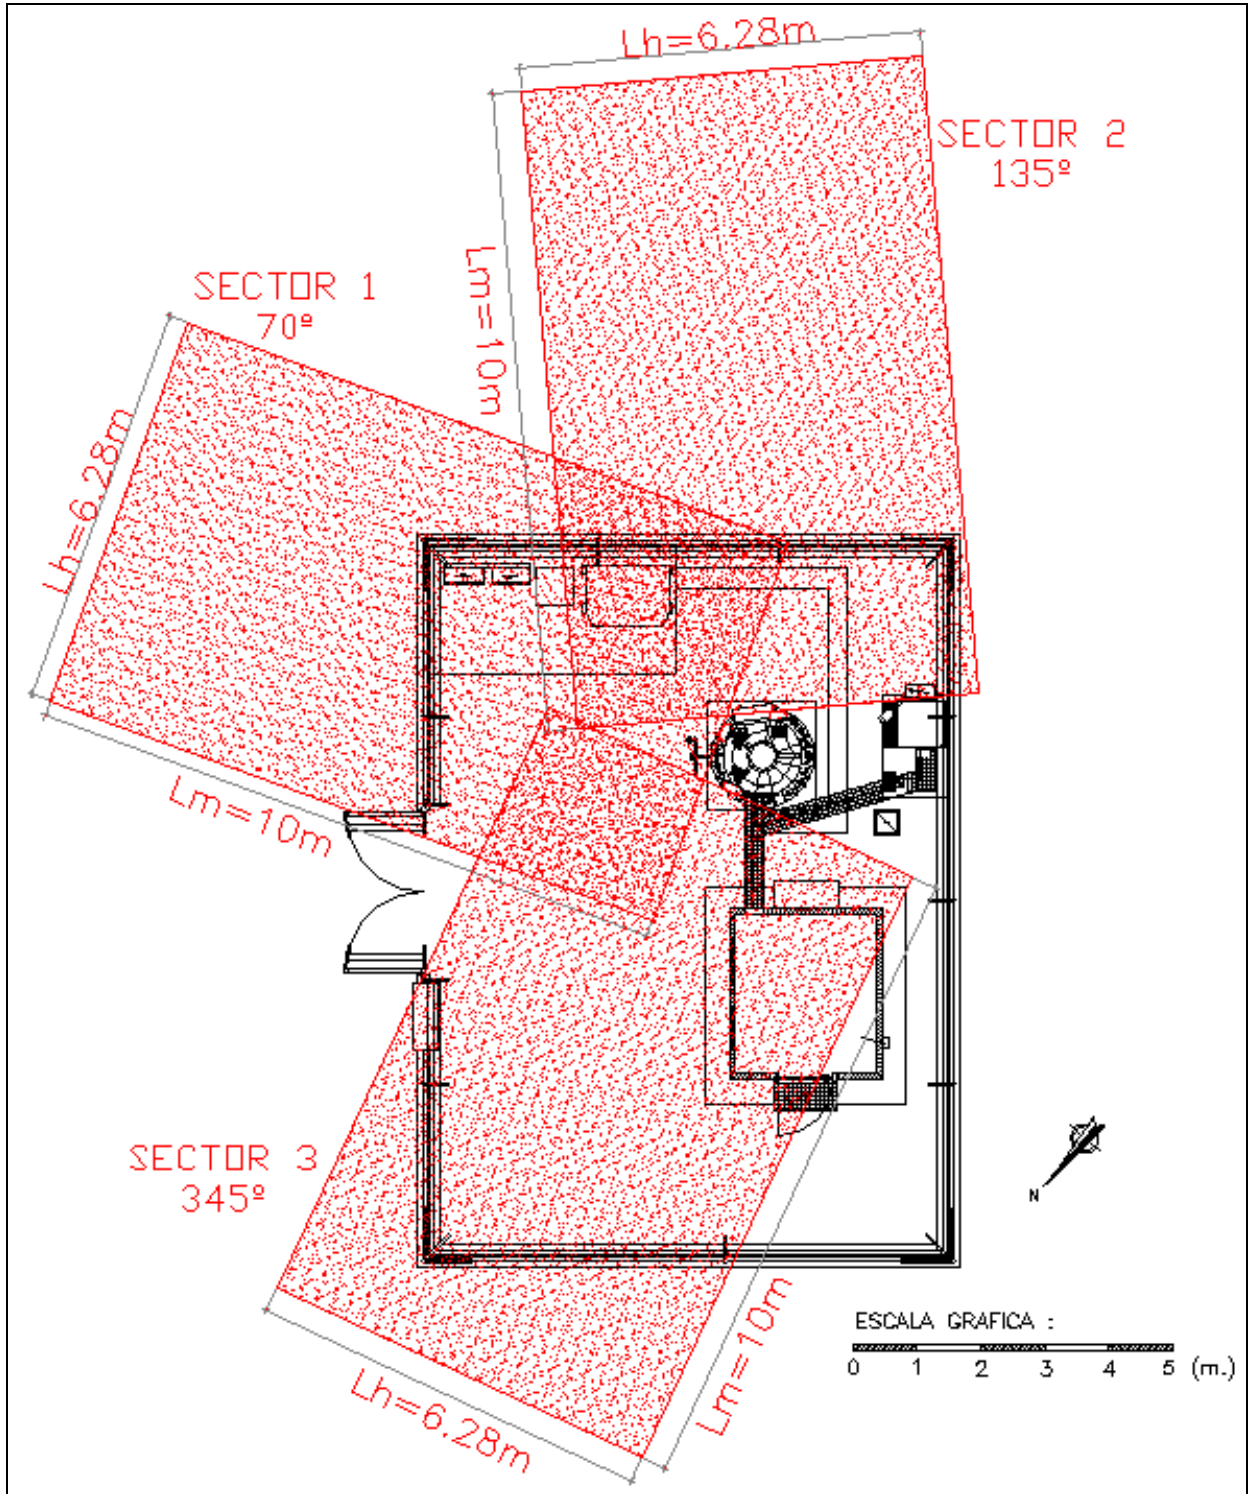 Lh=6.28m
SECTOR 2
135º
Lm=10m
SECTOR 1
70º
Lh=6.28m
Lm=10m
SECTOR 3
345º
N
Lm=10m
Lh=6.28m
ESCALA GRAFICA :
0 1 2 3 4 5 (m.)